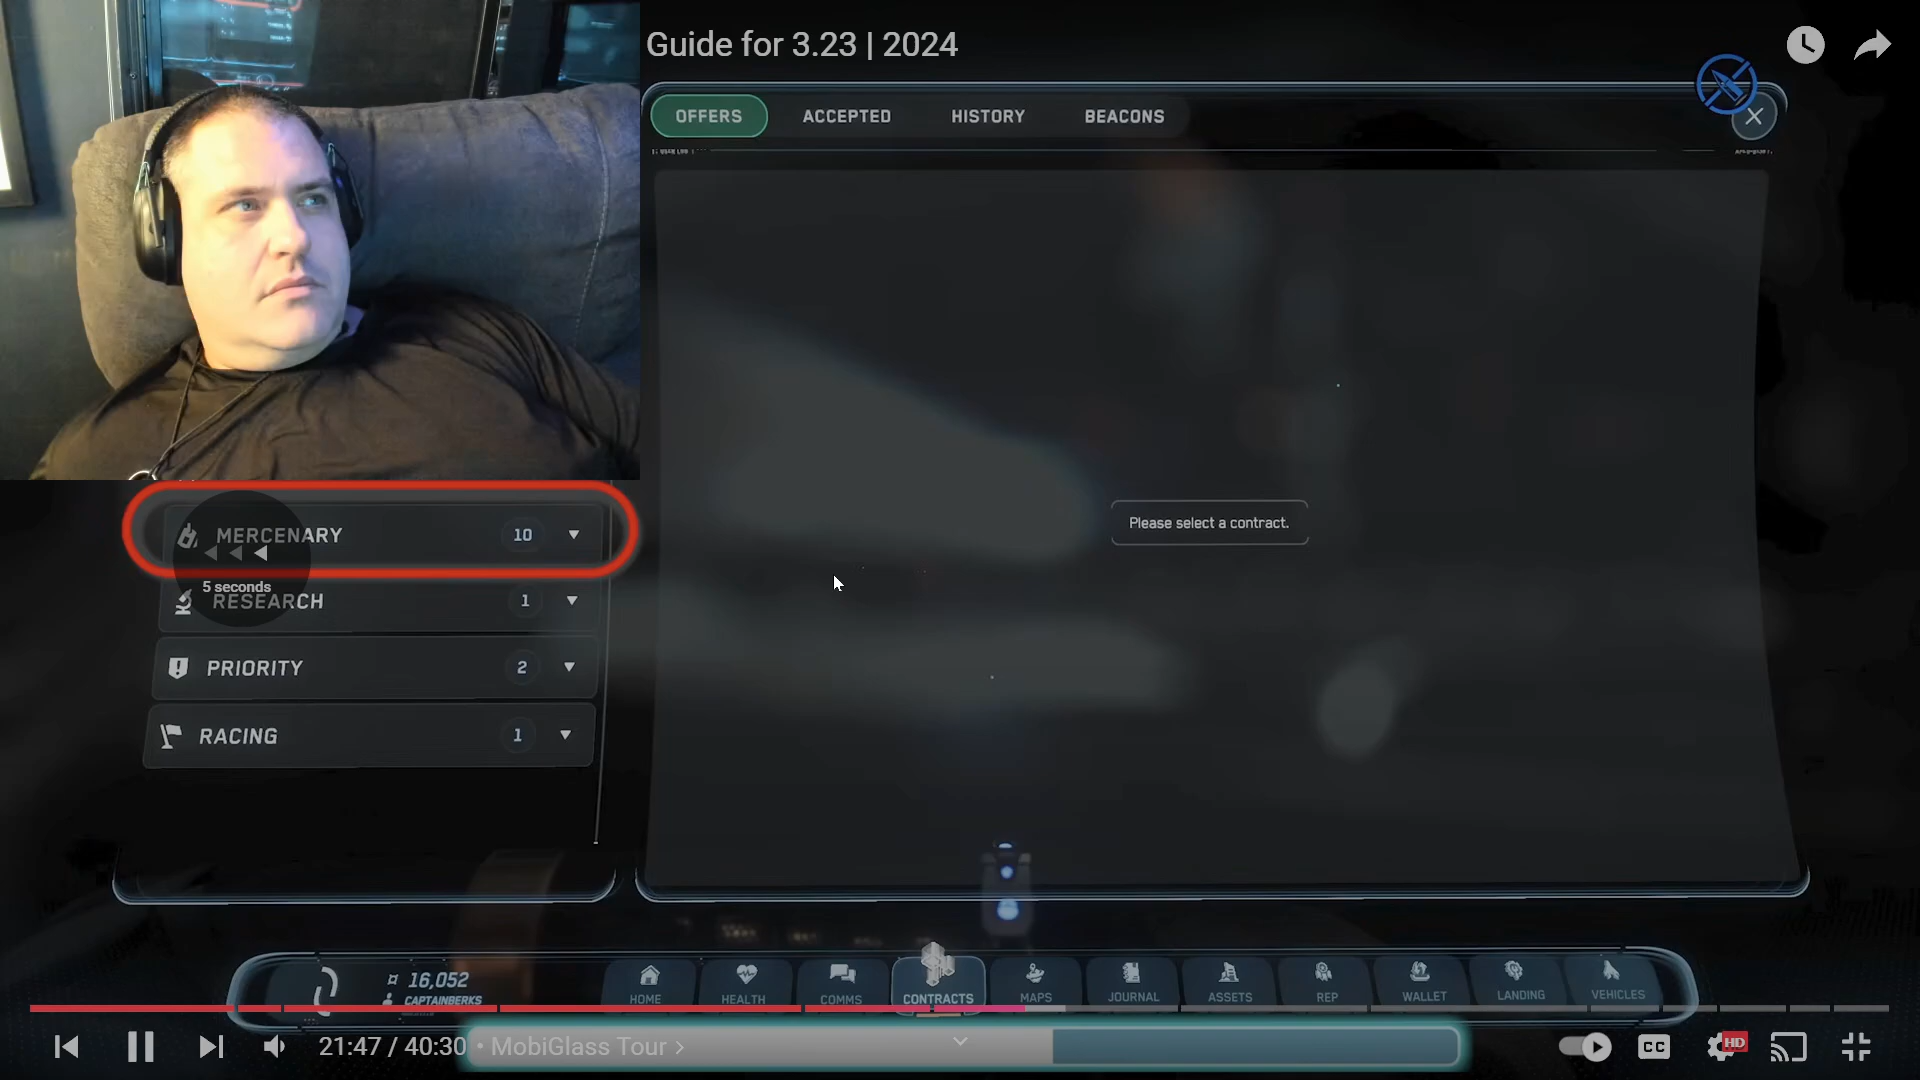 Guide for 3.23 | 2024
OFFERS ACCEPTED HISTORY BEACONS
MERCENARY 10
5 seconds
RESEARCH 1
Please select a contract.
PRIORITY 2
RACING 1
16,052
CAPTAINBERKS
HOME HEALTH COMMS CONTRACTS MAPS JOURNAL ASSETS REP WALLET LANDING VEHICLES
21:47 / 40:30 • MobiGlass Tour
CC
HD